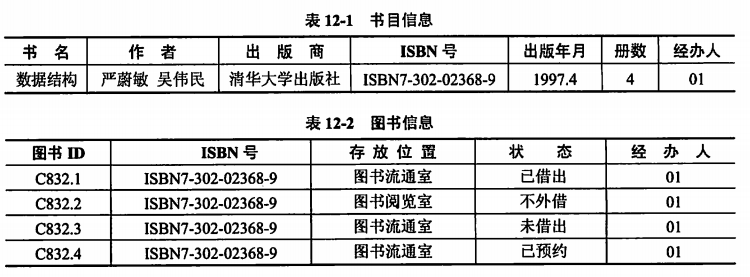 表 12-1 书目信息
书 名 作 者 出 版 商 ISBN 号 出版年月 册数 经办人
数据结构 严蔚敏 吴伟民 清华大学出版社 ISBN7-302-02368-9 1997.4 4 01
表 12-2 图书信息
图书 ID ISBN 号 存 放 位 置 状 态 经 办 人
C832.1 ISBN7-302-02368-9 图书流通室 已借出 01
C832.2 ISBN7-302-02368-9 图书阅览室 不外借 01
C832.3 ISBN7-302-02368-9 图书流通室 未借出 01
C832.4 ISBN7-302-02368-9 图书流通室 已预约 01